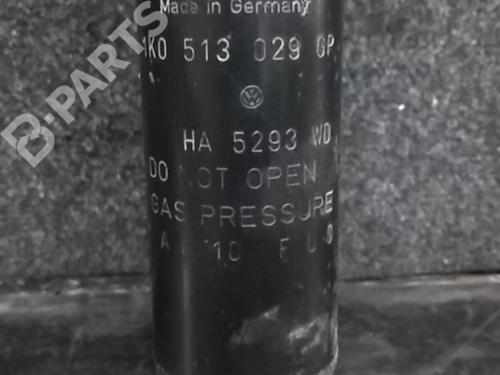 Made in Germany
1K0 513 029 GP
HA 5293 WD
DO NOT OPEN
GAS PRESSURE
B-PARTS